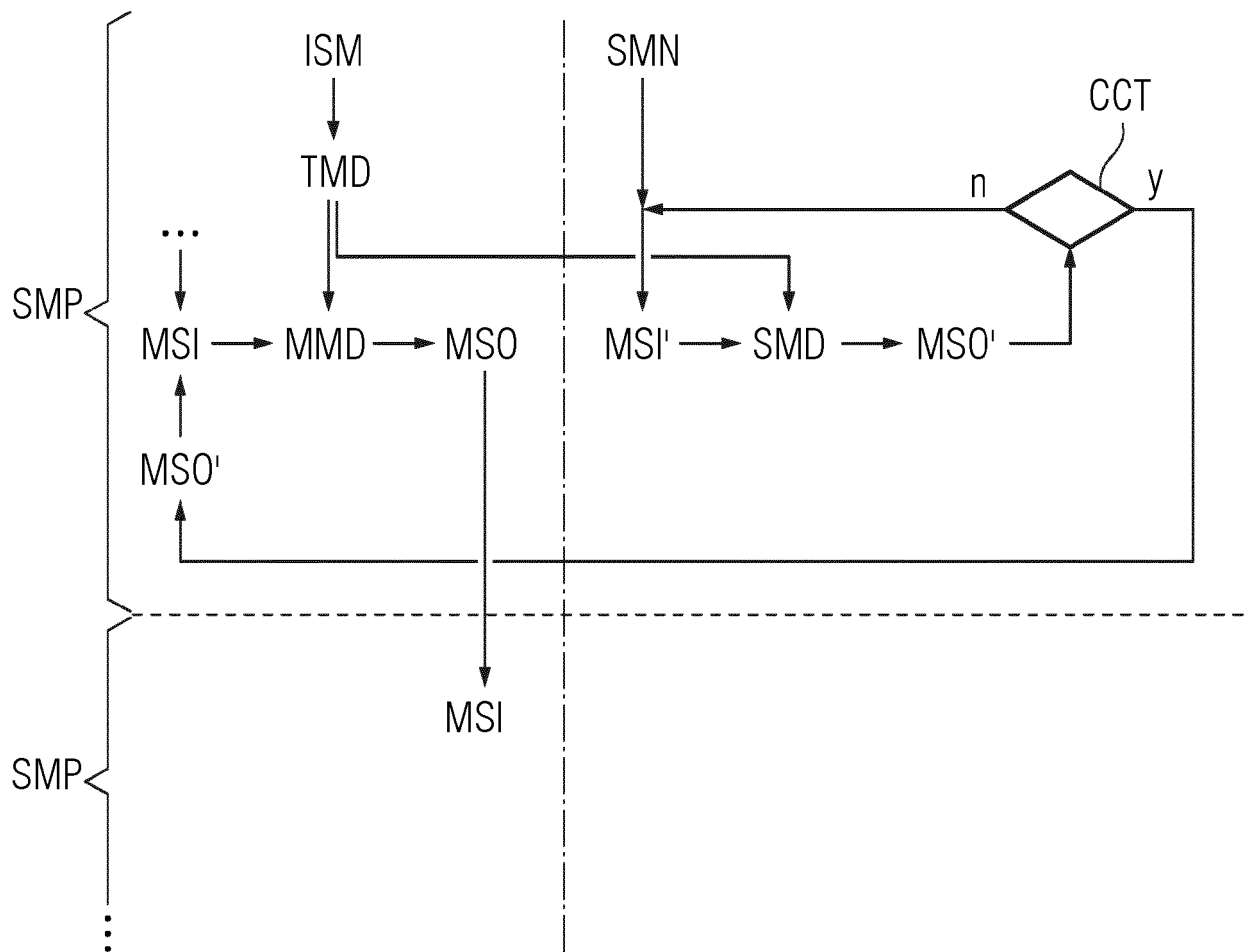 ISM SMN
CCT
TMD
n y
...
SMP
MSI MMD MSO MSI' SMD MSO'
MSO'
MSI
SMP